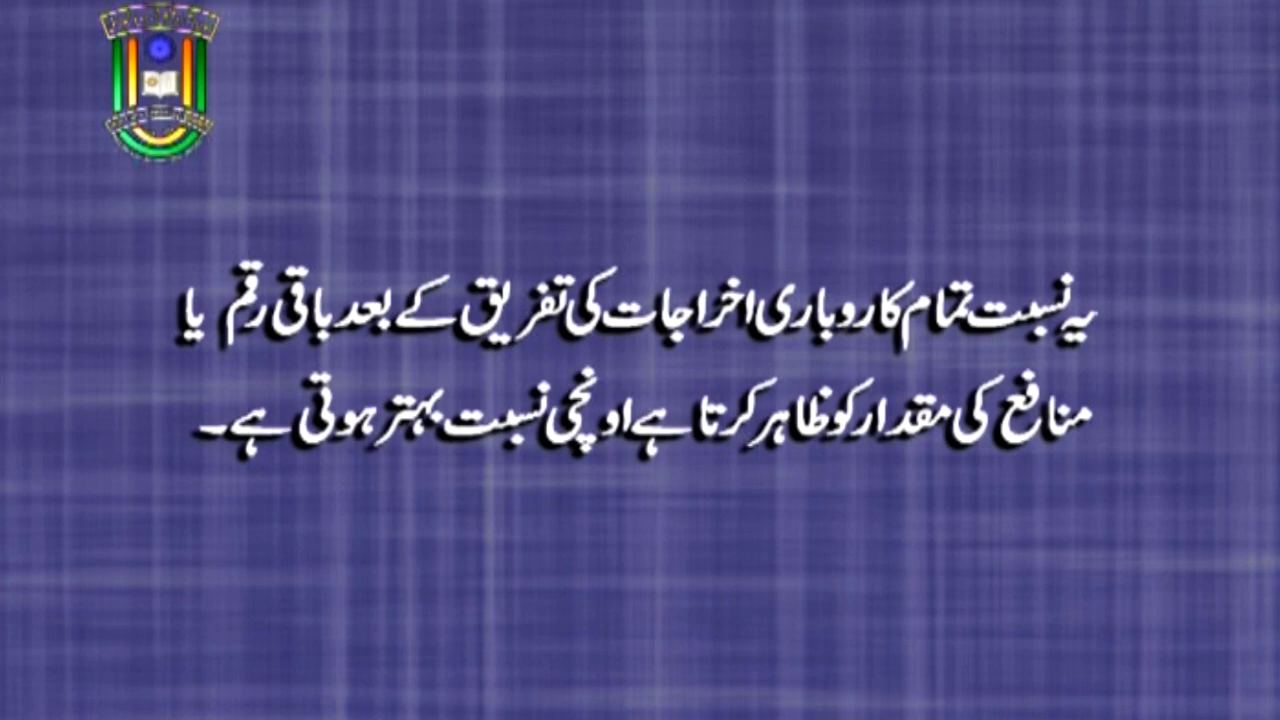 یہ نسبت تمام کاروباری اخراجات کی تفریق کے بعد باقی رقم یا
منافع کی مقدار کو ظاہر کرتا ہے اونچی نسبت بہتر ہوتی ہے۔